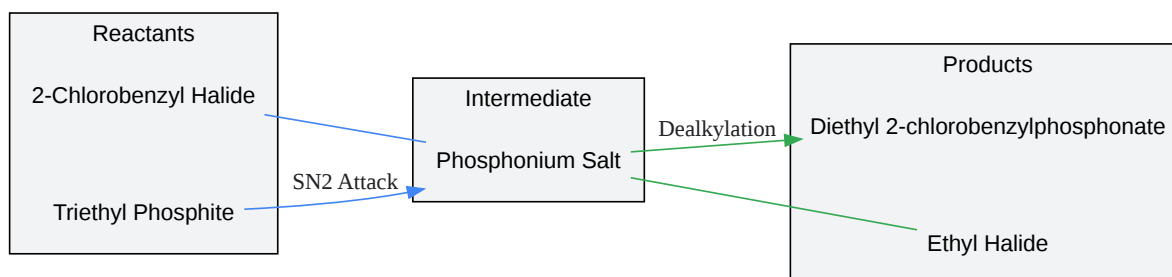 Reactants
2-Chlorobenzyl Halide
Triethyl Phosphite
SN2 Attack
Intermediate
Phosphonium Salt
Dealkylation
Products
Diethyl 2-chlorobenzylphosphonate
Ethyl Halide